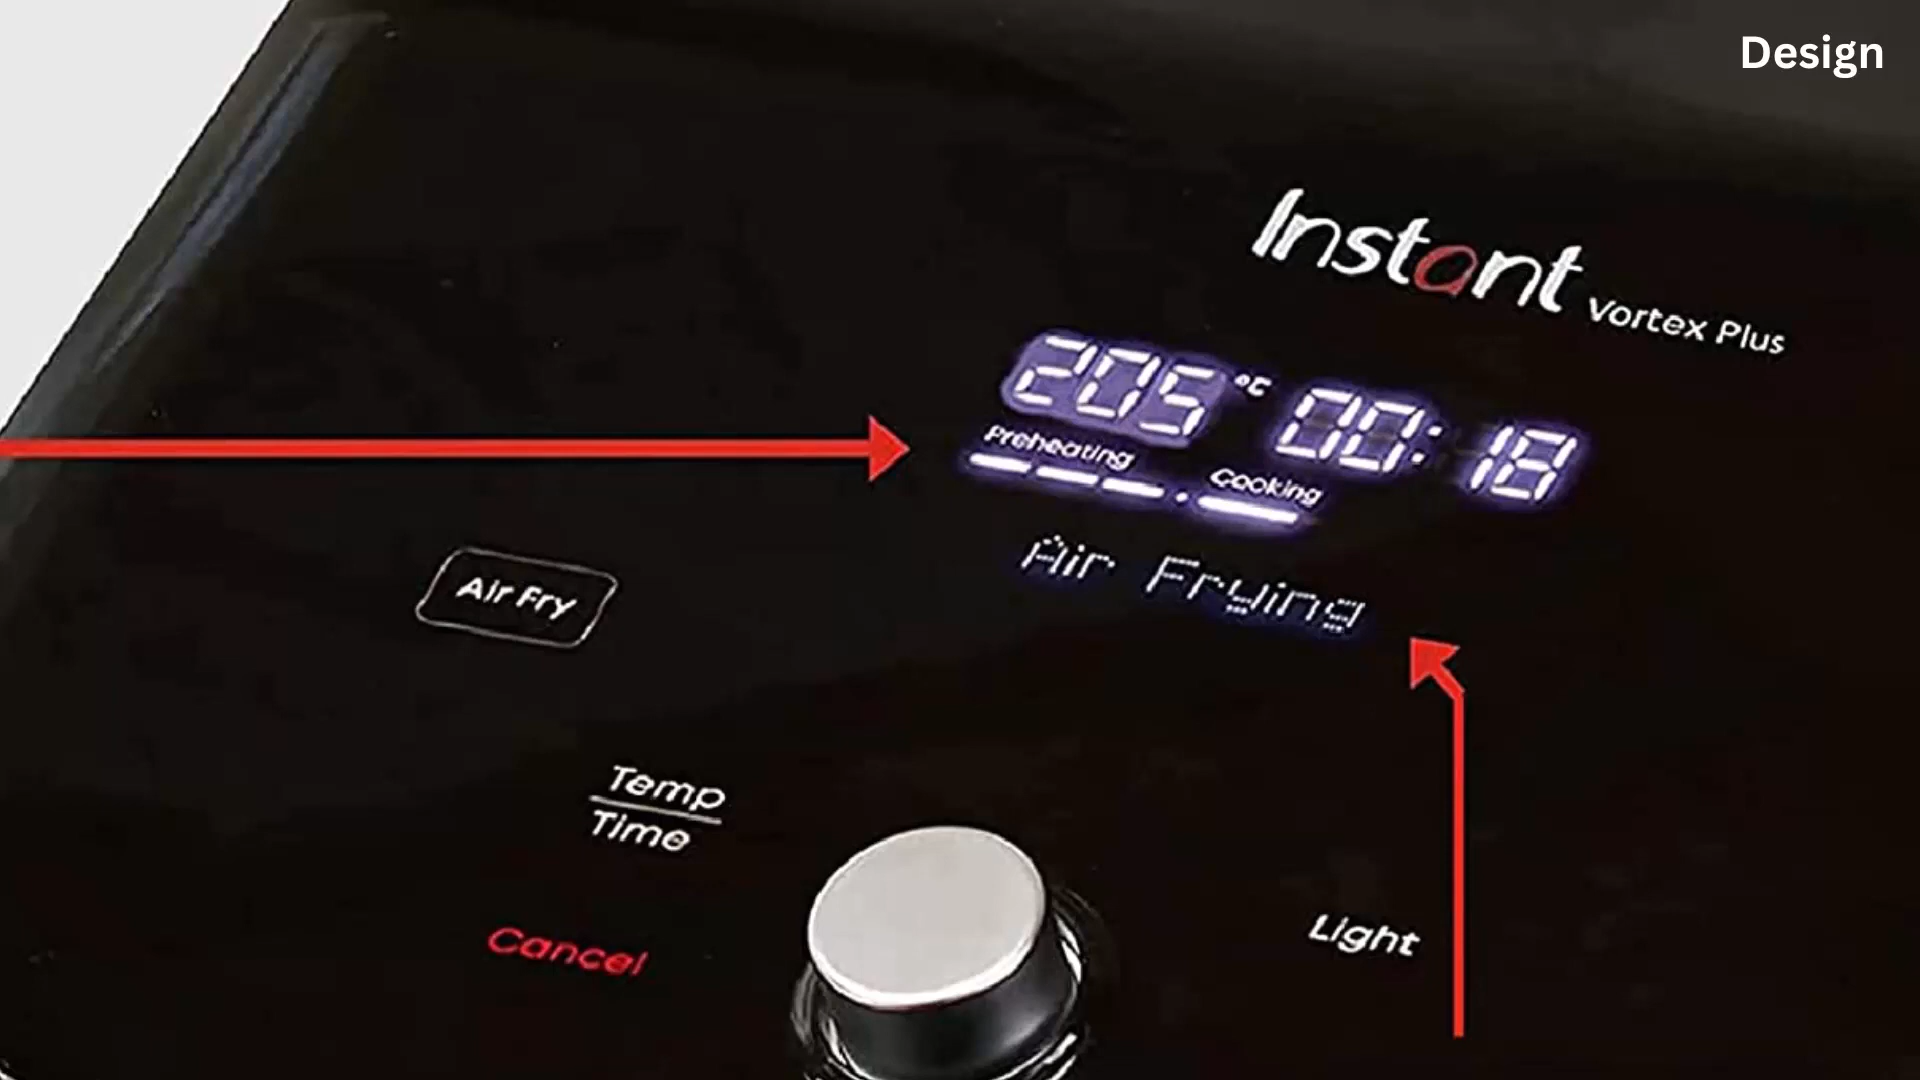 Design
Instant Vortex Plus
205 °C 00:18
Preheating Cooking
Air Frying
Air Fry
Temp
Time
Cancel
Light